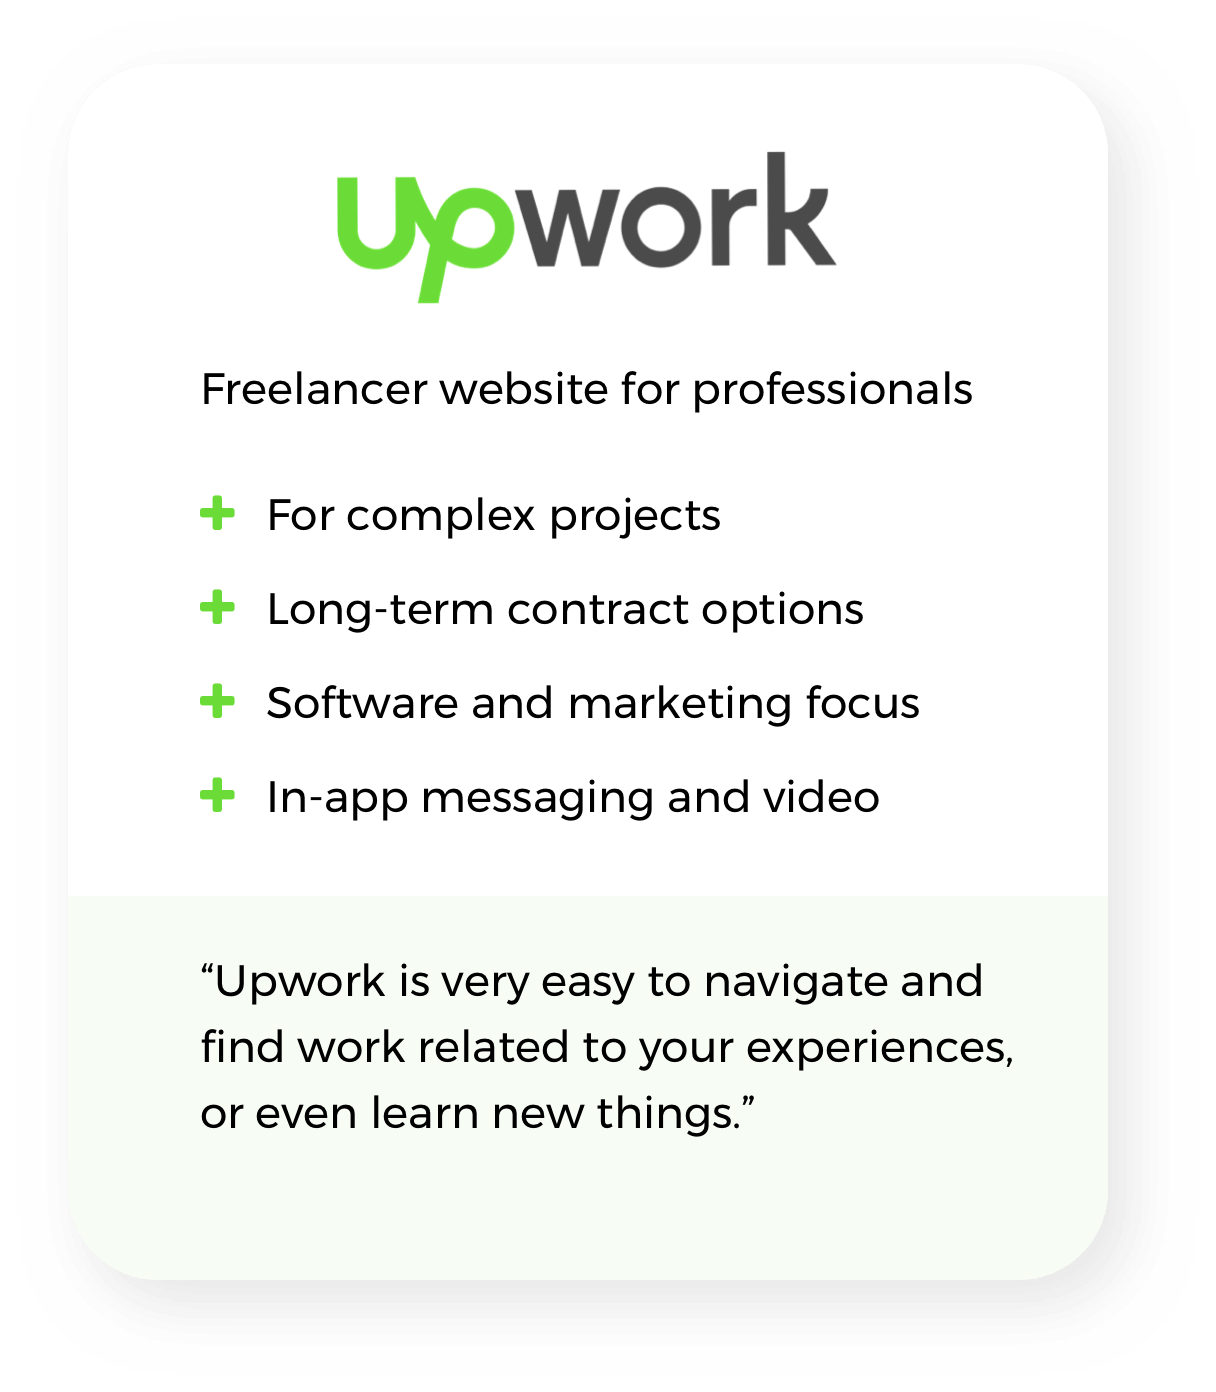 upwork
Freelancer website for professionals
For complex projects
Long-term contract options
Software and marketing focus
In-app messaging and video
“Upwork is very easy to navigate and
find work related to your experiences,
or even learn new things.”